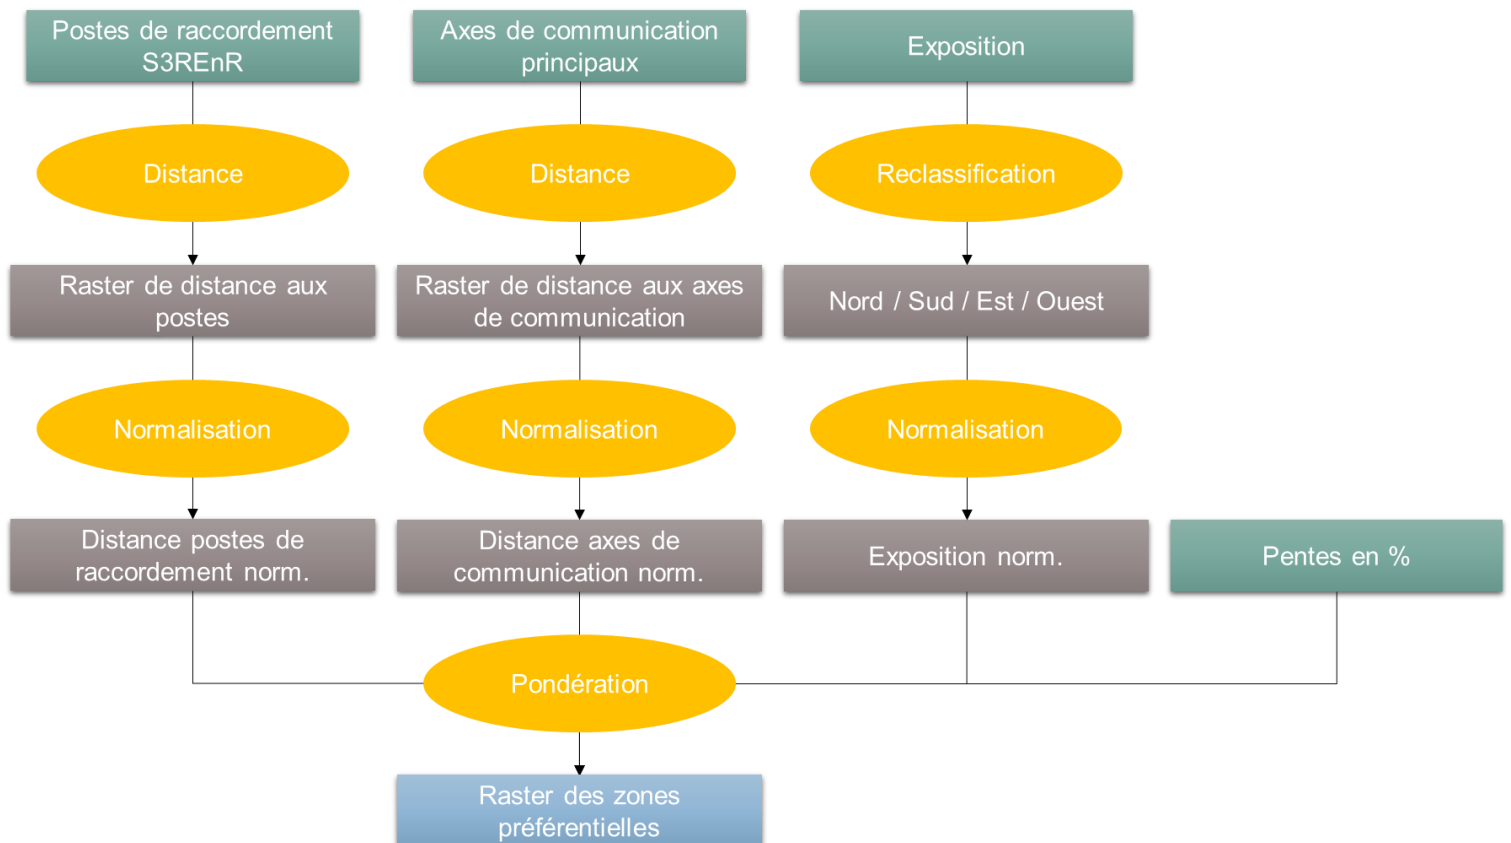 Postes de raccordement
S3REnR
Axes de communication
principaux
Exposition
Distance
Distance
Reclassification
Raster de distance aux
postes
Raster de distance aux axes
de communication
Nord / Sud / Est / Ouest
Normalisation
Normalisation
Normalisation
Distance postes de
raccordement norm.
Distance axes de
communication norm.
Exposition norm.
Pentes en %
Pondération
Raster des zones
préférentielles